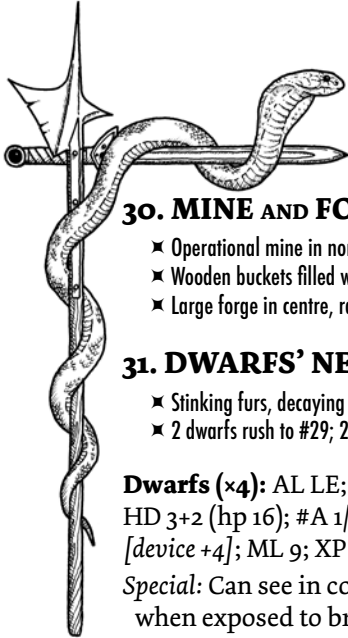 30. MINE AND FO
✶ Operational mine in nor
✶ Wooden buckets filled w
✶ Large forge in centre, r
31. DWARFS’ NE
✶ Stinking furs, decaying
✶ 2 dwarfs rush to #29; 2
Dwarfs (×4): AL LE;
HD 3+2 (hp 16); #A 1/
[device +4]; ML 9; XP
Special: Can see in co
when exposed to br